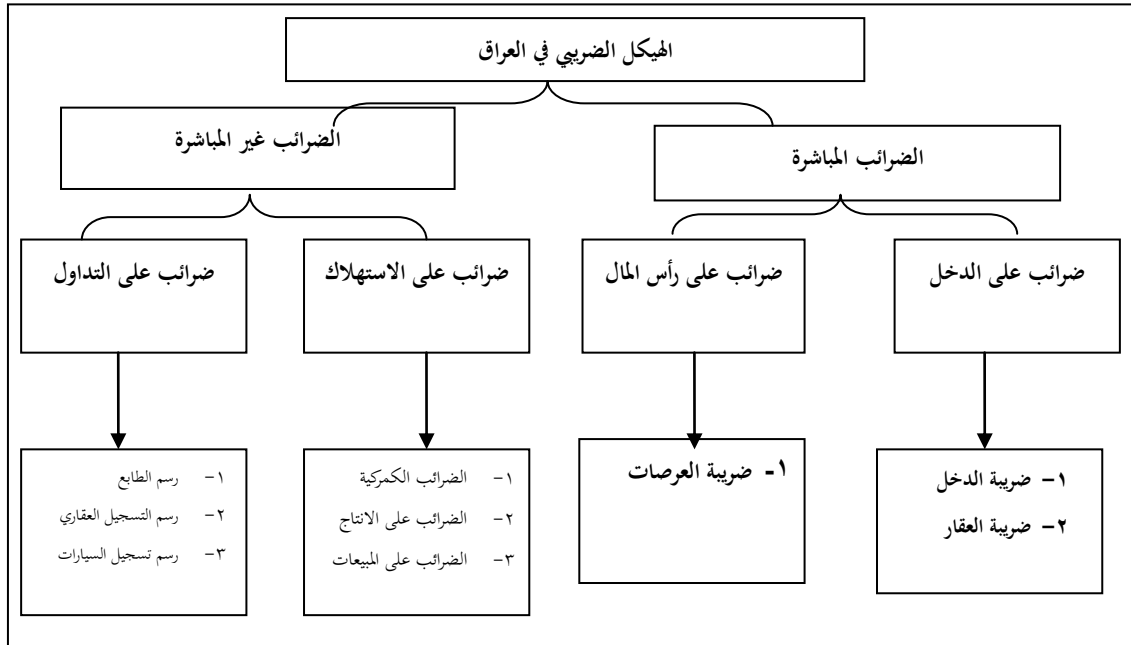 الهيكل الضريبي في العراق
الضرائب المباشرة
الضرائب غير المباشرة
ضرائب على الدخل
ضرائب على رأس المال
ضرائب على الاستهلاك
ضرائب على التداول
١- ضريبة الدخل
٢- ضريبة العقار
١- ضريبة العرصات
١- الضرائب الكمركية
٢- الضرائب على الانتاج
٣- الضرائب على المبيعات
١- رسم الطابع
٢- رسم التسجيل العقاري
٣- رسم تسجيل السيارات